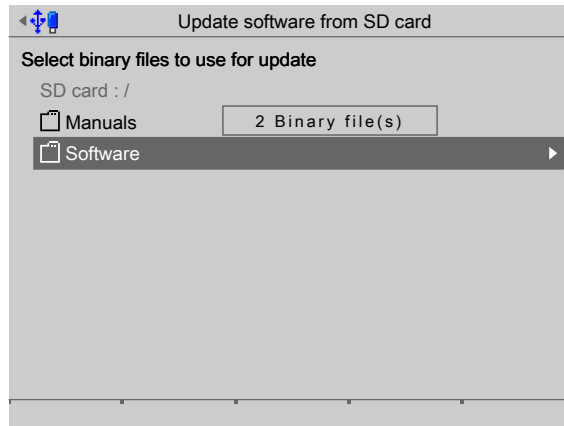 Update software from SD card
Select binary files to use for update
SD card : /
Manuals
2 Binary file(s)
Software